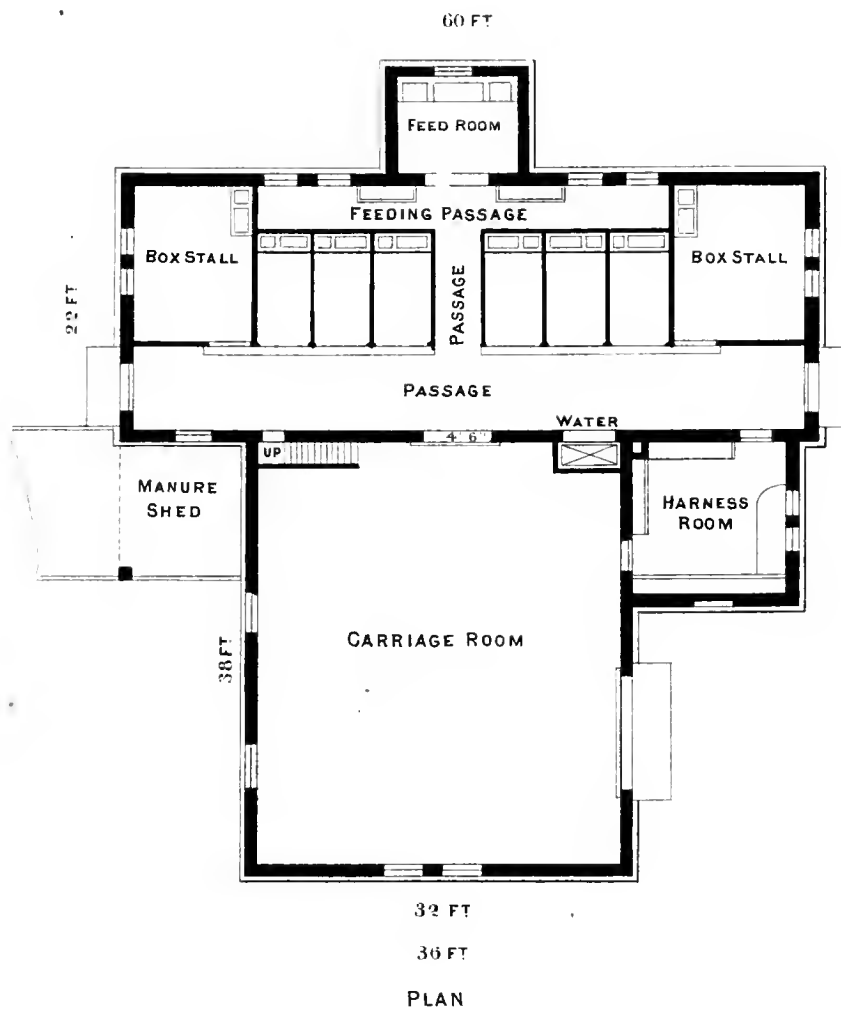 60 FT
FEED ROOM
FEEDING PASSAGE
BOX STALL
BOX STALL
PASSAGE
22 FT
PASSAGE
WATER
4 6"
UP
MANURE
SHED
HARNESS
ROOM
CARRIAGE ROOM
38 FT
32 FT
36 FT
PLAN